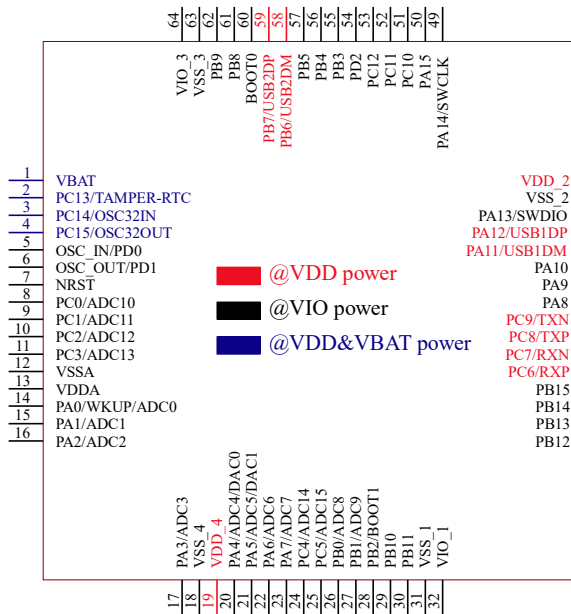 64
63
62
61
60
59
58
57
56
55
54
53
52
51
50
49
VIO_3
VSS_3
PB9
PB8
BOOT0
PB7/USB2DP
PB6/USB2DM
PB5
PB4
PB3
PD2
PC12
PC11
PC10
PA15
PA14/SWCLK
1 VBAT
2 PC13/TAMPER-RTC
3 PC14/OSC32IN
4 PC15/OSC32OUT
5 OSC_IN/PD0
6 OSC_OUT/PD1
7 NRST
8 PC0/ADC10
9 PC1/ADC11
10 PC2/ADC12
11 PC3/ADC13
12 VSSA
13 VDDA
14 PA0/WKUP/ADC0
15 PA1/ADC1
16 PA2/ADC2
@VDD power
@VIO power
@VDD&VBAT power
VDD_2
VSS_2
PA13/SWDIO
PA12/USB1DP
PA11/USB1DM
PA10
PA9
PA8
PC9/TXN
PC8/TXP
PC7/RXN
PC6/RXP
PB15
PB14
PB13
PB12
PA3/ADC3
VSS_4
VDD_4
PA4/ADC4/DAC0
PA5/ADC5/DAC1
PA6/ADC6
PA7/ADC7
PC4/ADC14
PC5/ADC15
PB0/ADC8
PB1/ADC9
PB2/BOOT1
PB10
PB11
VSS_1
VIO_1
17
18
19
20
21
22
23
24
25
26
27
28
29
30
31
32